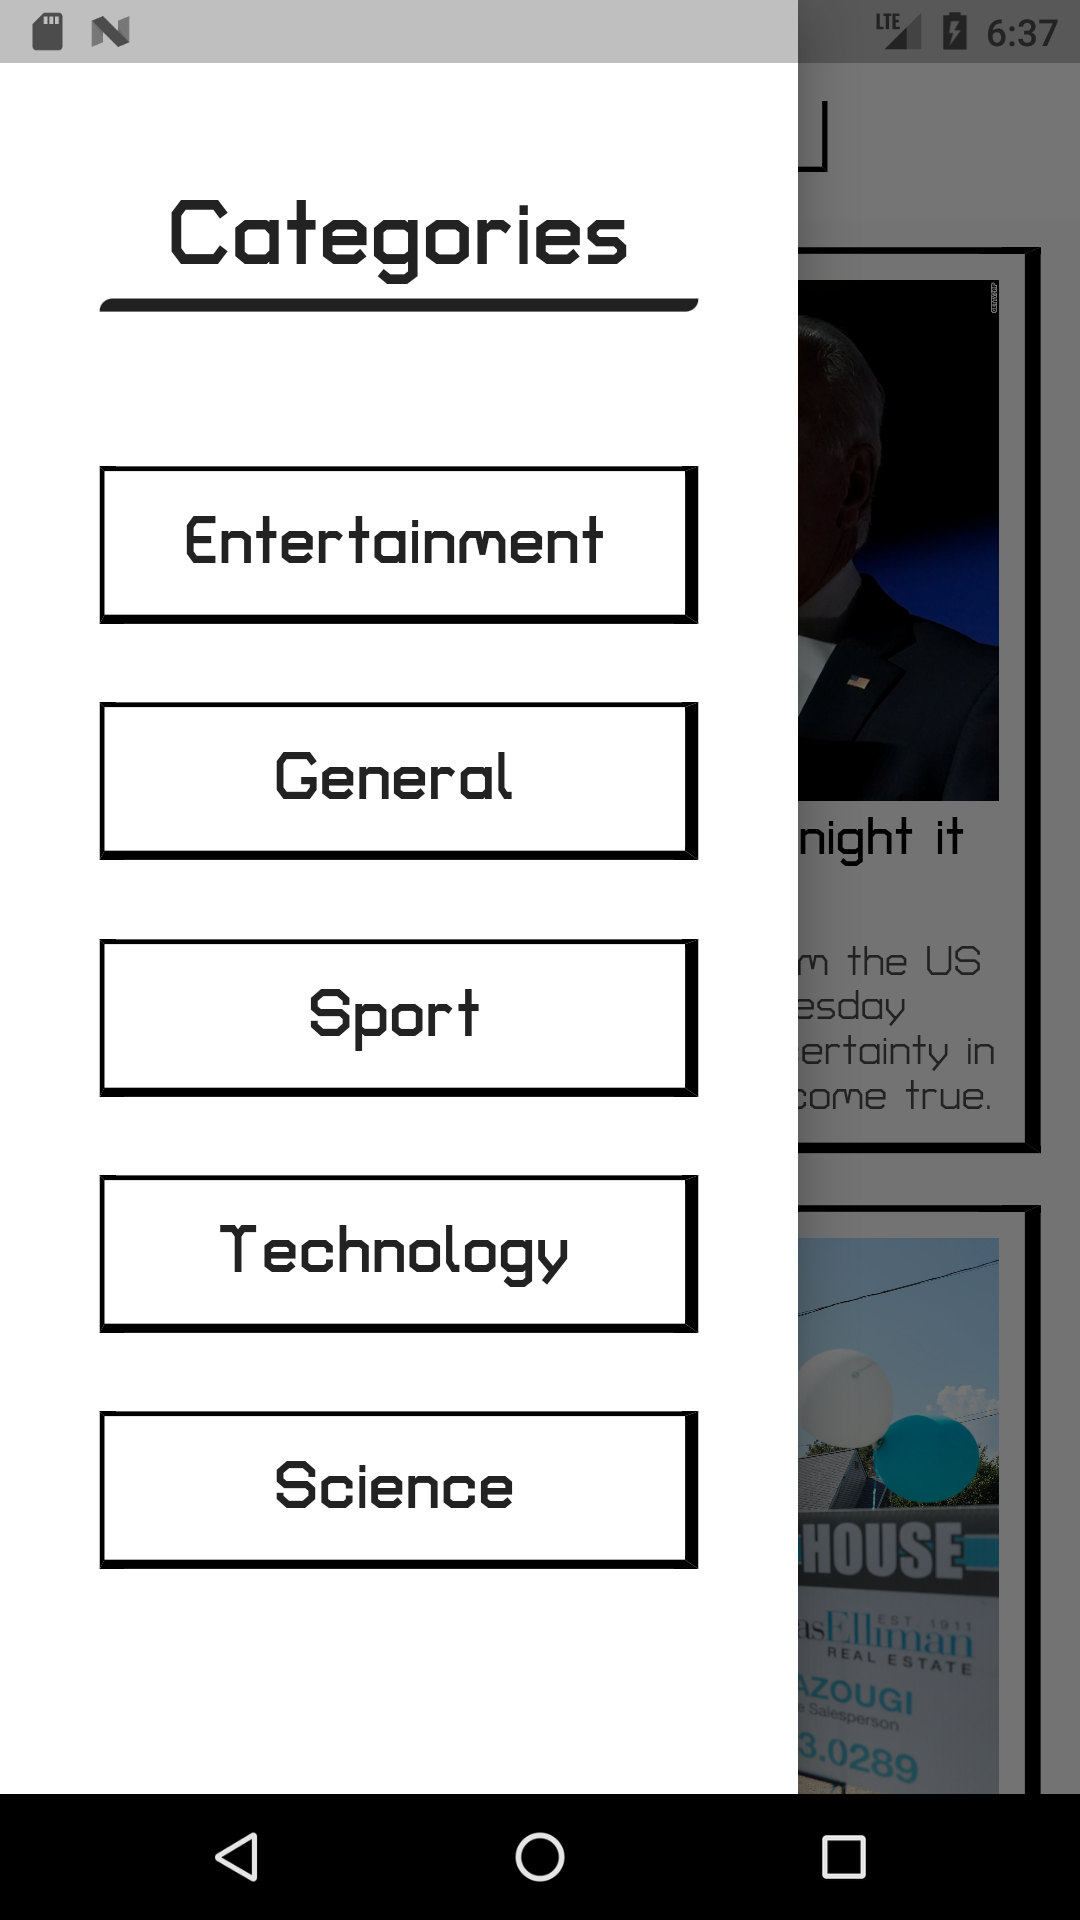 LTE 6:37
Categories
Entertainment
General
Sport
Technology
Science
night it
m the US
esday
ertainty in
come true.
HOUSE
EST. 1911
asElliman
REAL ESTATE
AZOUGI
e Salesperson
3.0289